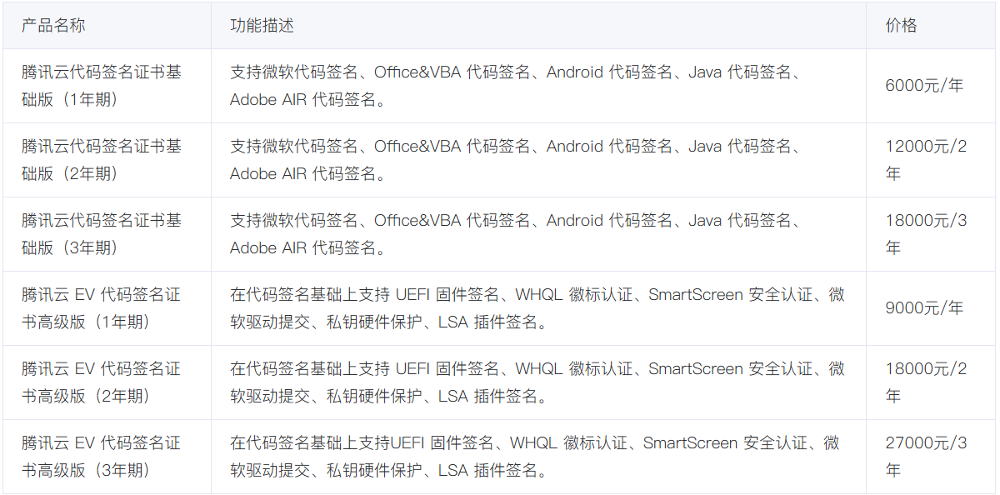 产品名称
功能描述
价格
腾讯云代码签名证书基
础版（1年期）
支持微软代码签名、Office&VBA 代码签名、Android 代码签名、Java 代码签名、
Adobe AIR 代码签名。
6000元/年
腾讯云代码签名证书基
础版（2年期）
支持微软代码签名、Office&VBA 代码签名、Android 代码签名、Java 代码签名、
Adobe AIR 代码签名。
12000元/2
年
腾讯云代码签名证书基
础版（3年期）
支持微软代码签名、Office&VBA 代码签名、Android 代码签名、Java 代码签名、
Adobe AIR 代码签名。
18000元/3
年
腾讯云 EV 代码签名证
书高级版（1年期）
在代码签名基础上支持 UEFI 固件签名、WHQL 徽标认证、SmartScreen 安全认证、微
软驱动提交、私钥硬件保护、LSA 插件签名。
9000元/年
腾讯云 EV 代码签名证
书高级版（2年期）
在代码签名基础上支持 UEFI 固件签名、WHQL 徽标认证、SmartScreen 安全认证、微
软驱动提交、私钥硬件保护、LSA 插件签名。
18000元/2
年
腾讯云 EV 代码签名证
书高级版（3年期）
在代码签名基础上支持UEFI 固件签名、WHQL 徽标认证、SmartScreen 安全认证、微
软驱动提交、私钥硬件保护、LSA 插件签名。
27000元/3
年